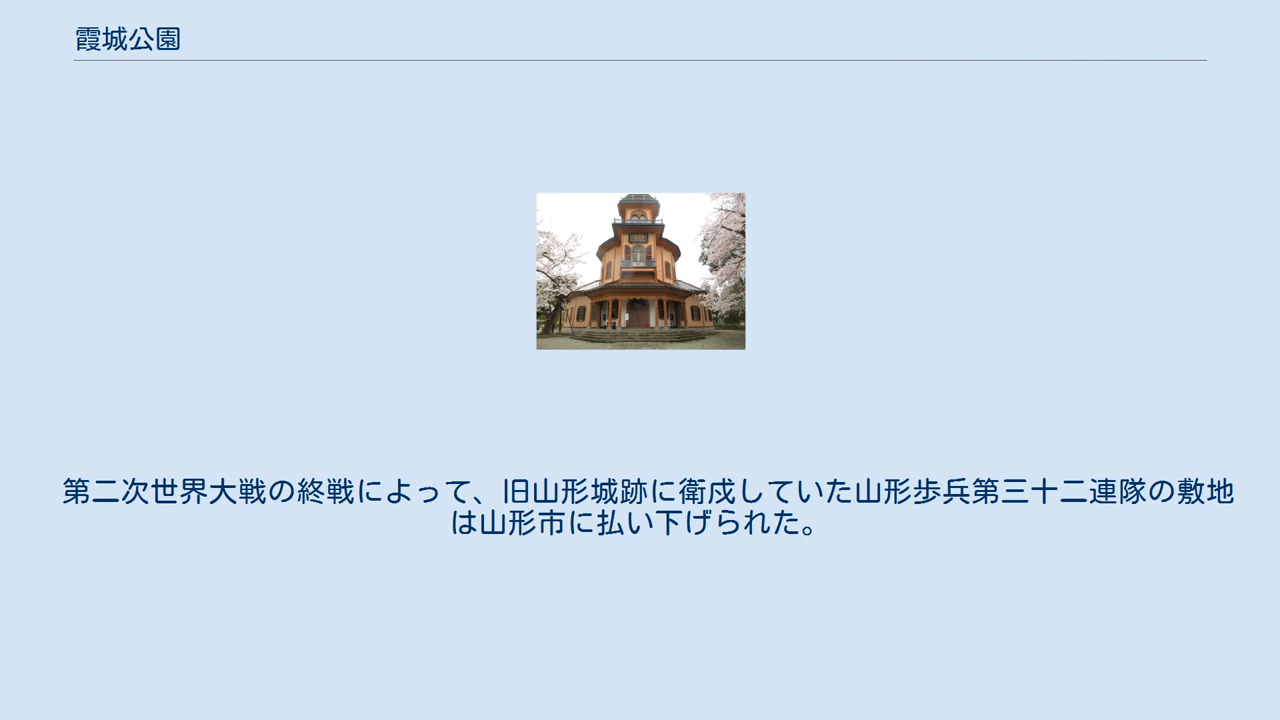 霞城公園
第二次世界大戦の終戦によって、旧山形城跡に衛戍していた山形歩兵第三十二連隊の敷地
は山形市に払い下げられた。